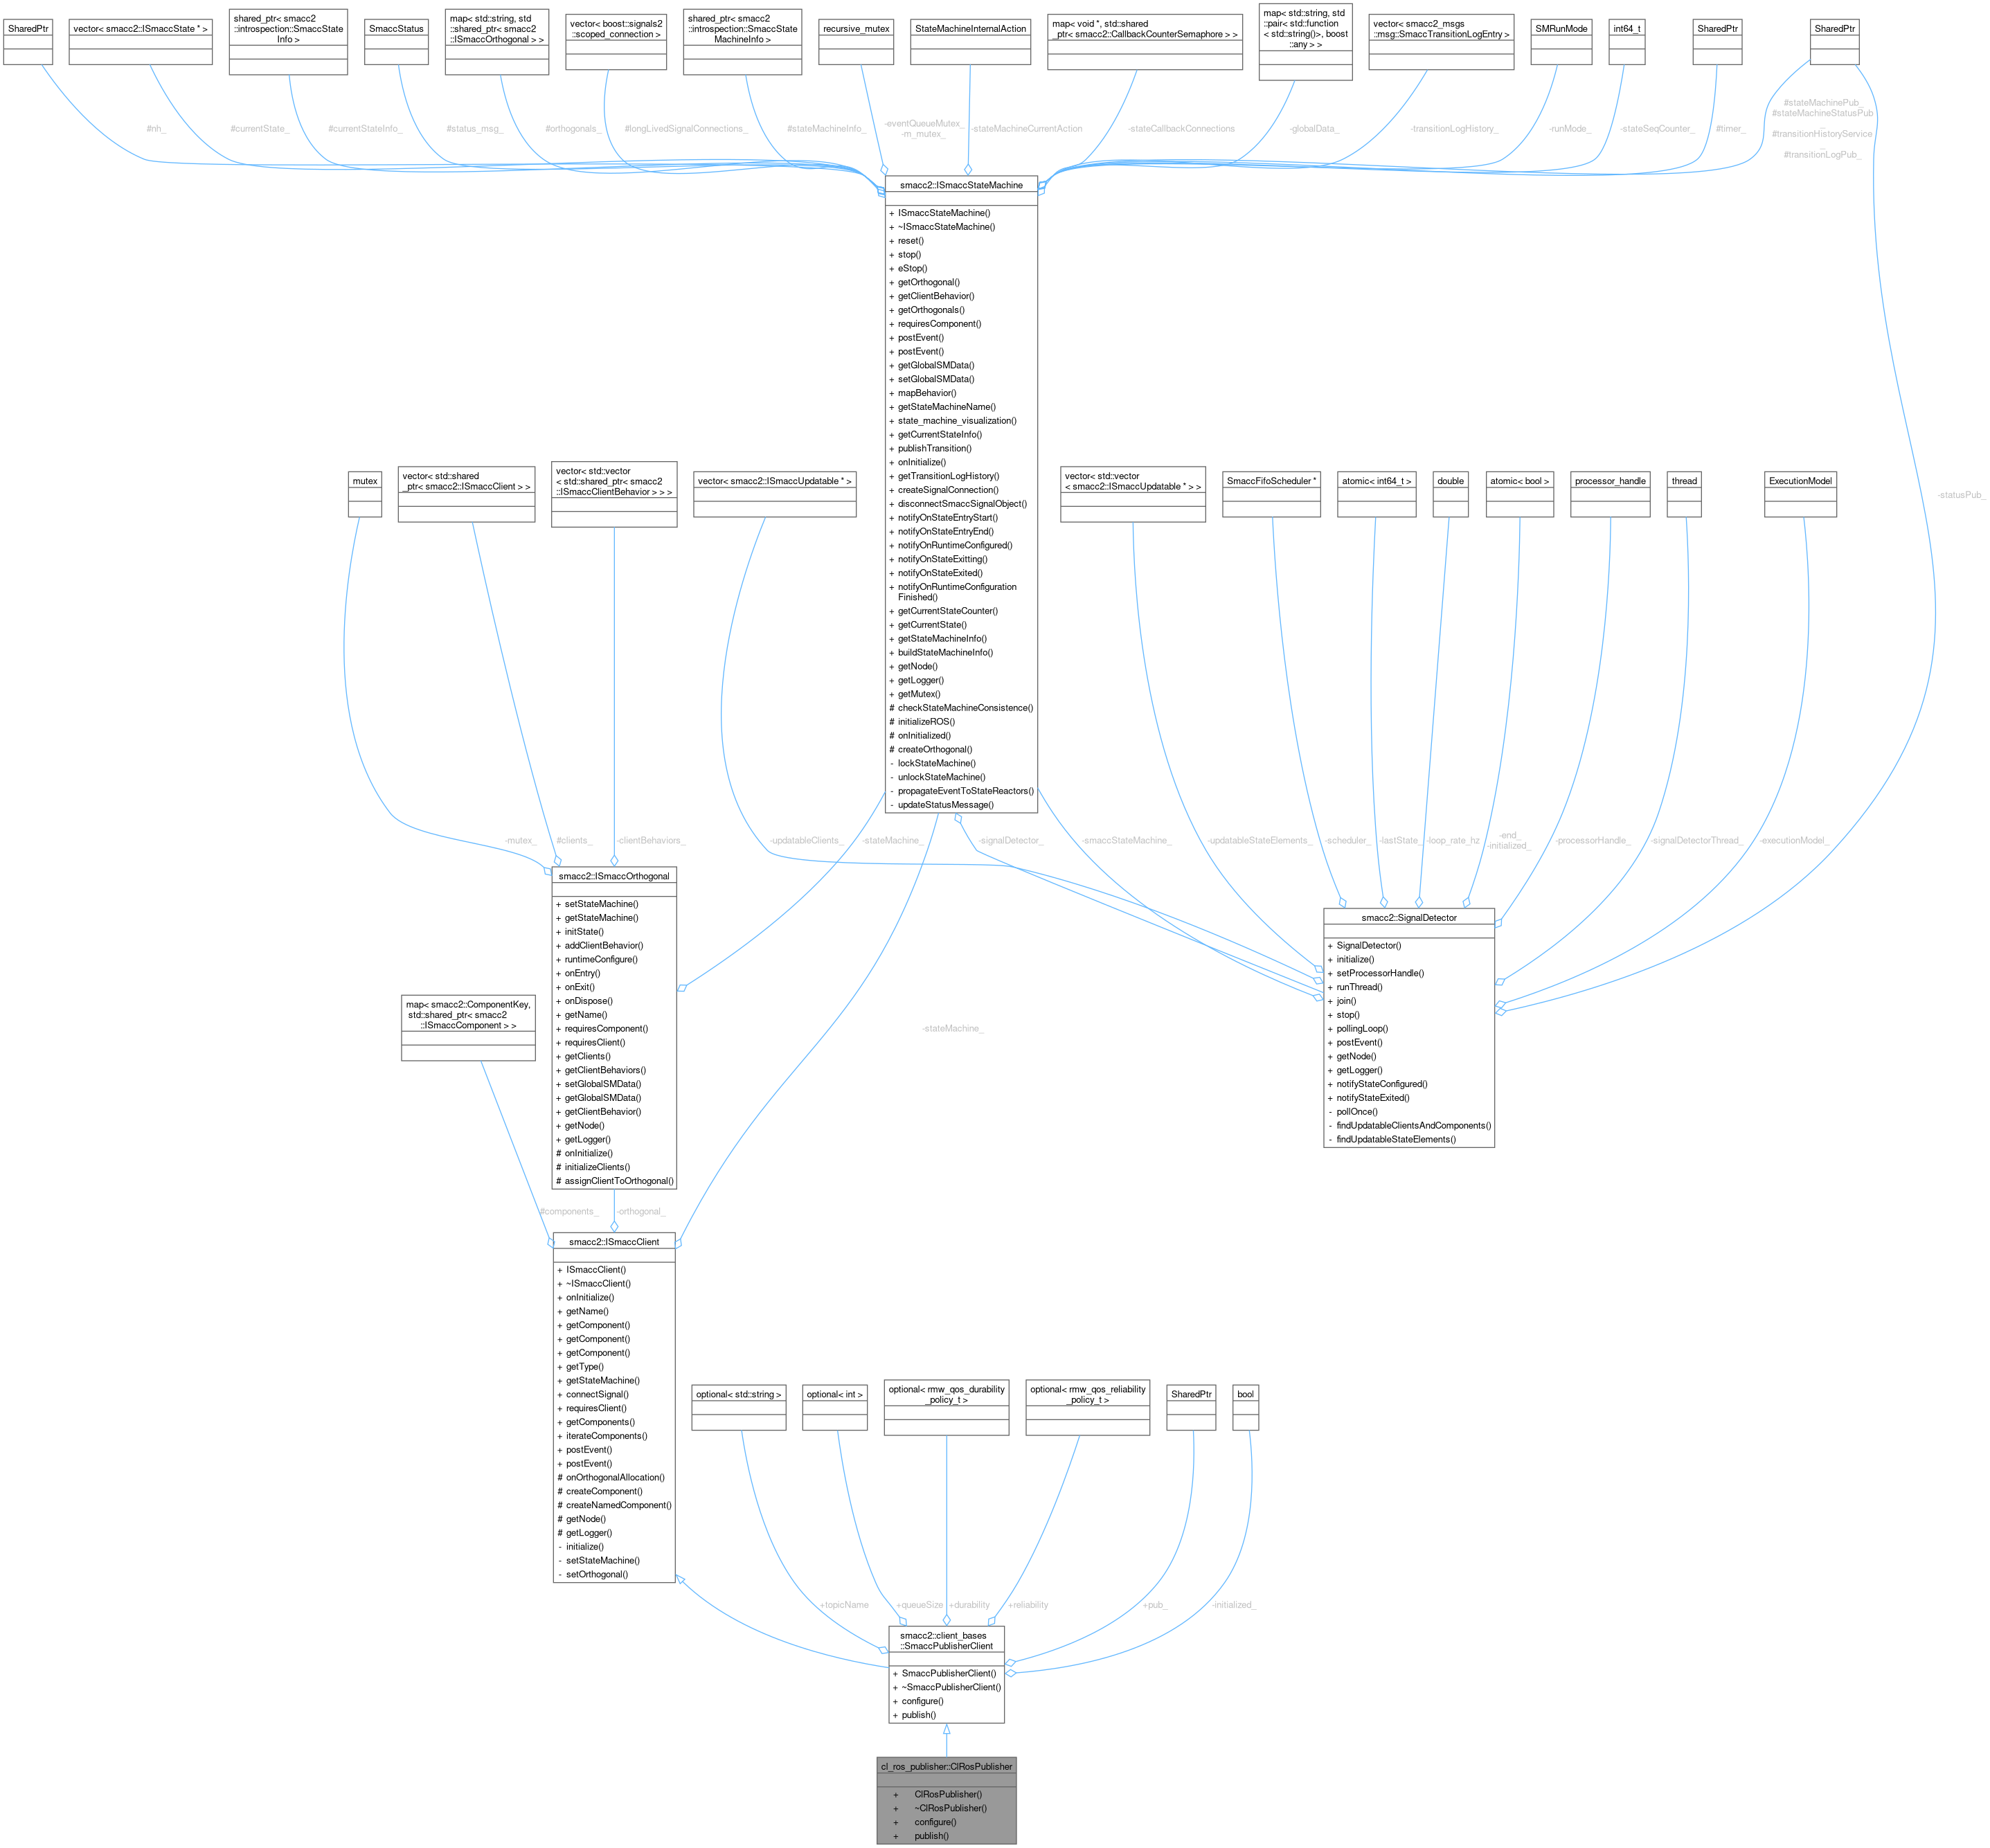 SharedPtr
vector< smacc2::ISmaccState * >
shared_ptr< smacc2
::introspection::SmaccState
Info >
SmaccStatus
map< std::string, std
::shared_ptr< smacc2
::ISmaccOrthogonal > >
vector< boost::signals2
::scoped_connection >
shared_ptr< smacc2
::introspection::SmaccState
MachineInfo >
recursive_mutex
StateMachineInternalAction
map< void *, std::shared
_ptr< smacc2::CallbackCounterSemaphore > >
map< std::string, std
::pair< std::function
< std::string()>, boost
::any > >
vector< smacc2_msgs
::msg::SmaccTransitionLogEntry >
SMRunMode
int64_t
SharedPtr
SharedPtr
#nh_
#currentState_
#currentStateInfo_
#status_msg_
#orthogonals_
#longLivedSignalConnections_
#stateMachineInfo_
-eventQueueMutex_
-m_mutex_
-stateMachineCurrentAction
-stateCallbackConnections
-globalData_
-transitionLogHistory_
-runMode_
-stateSeqCounter_
#timer_
#stateMachinePub_
#stateMachineStatusPub
_
#transitionHistoryService
_
#transitionLogPub_
smacc2::ISmaccStateMachine
+ ISmaccStateMachine()
+ ~ISmaccStateMachine()
+ reset()
+ stop()
+ eStop()
+ getOrthogonal()
+ getClientBehavior()
+ getOrthogonals()
+ requiresComponent()
+ postEvent()
+ postEvent()
+ getGlobalSMData()
+ setGlobalSMData()
+ mapBehavior()
+ getStateMachineName()
+ state_machine_visualization()
+ getCurrentStateInfo()
+ publishTransition()
+ onInitialize()
+ getTransitionLogHistory()
+ createSignalConnection()
+ disconnectSmaccSignalObject()
+ notifyOnStateEntryStart()
+ notifyOnStateEntryEnd()
+ notifyOnRuntimeConfigured()
+ notifyOnStateExitting()
+ notifyOnStateExited()
+ notifyOnRuntimeConfiguration
Finished()
+ getCurrentStateCounter()
+ getCurrentState()
+ getStateMachineInfo()
+ buildStateMachineInfo()
+ getNode()
+ getLogger()
+ getMutex()
# checkStateMachineConsistence()
# initializeROS()
# onInitialized()
# createOrthogonal()
- lockStateMachine()
- unlockStateMachine()
- propagateEventToStateReactors()
- updateStatusMessage()
mutex
vector< std::shared
_ptr< smacc2::ISmaccClient > >
vector< std::vector
< std::shared_ptr< smacc2
::ISmaccClientBehavior > > >
vector< smacc2::ISmaccUpdatable * >
vector< std::vector
< smacc2::ISmaccUpdatable * > >
SmaccFifoScheduler *
atomic< int64_t >
double
atomic< bool >
processor_handle
thread
ExecutionModel
-statusPub_
-mutex_
#clients_
-clientBehaviors_
-updatableClients_
-stateMachine_
-signalDetector_
-smaccStateMachine_
-updatableStateElements_
-scheduler_
-lastState_
-loop_rate_hz
-end_
-initialized_
-processorHandle_
-signalDetectorThread_
-executionModel_
smacc2::ISmaccOrthogonal
+ setStateMachine()
+ getStateMachine()
+ initState()
+ addClientBehavior()
+ runtimeConfigure()
+ onEntry()
+ onExit()
+ onDispose()
+ getName()
+ requiresComponent()
+ requiresClient()
+ getClients()
+ getClientBehaviors()
+ setGlobalSMData()
+ getGlobalSMData()
+ getClientBehavior()
+ getNode()
+ getLogger()
# onInitialize()
# initializeClients()
# assignClientToOrthogonal()
smacc2::SignalDetector
+ SignalDetector()
+ initialize()
+ setProcessorHandle()
+ runThread()
+ join()
+ stop()
+ pollingLoop()
+ postEvent()
+ getNode()
+ getLogger()
+ notifyStateConfigured()
+ notifyStateExited()
- pollOnce()
- findUpdatableClientsAndComponents()
- findUpdatableStateElements()
map< smacc2::ComponentKey,
std::shared_ptr< smacc2
::ISmaccComponent > >
-stateMachine_
#components_
-orthogonal_
smacc2::ISmaccClient
+ ISmaccClient()
+ ~ISmaccClient()
+ onInitialize()
+ getName()
+ getComponent()
+ getComponent()
+ getComponent()
+ getType()
+ getStateMachine()
+ connectSignal()
+ requiresClient()
+ getComponents()
+ iterateComponents()
+ postEvent()
+ postEvent()
# onOrthogonalAllocation()
# createComponent()
# createNamedComponent()
# getNode()
# getLogger()
- initialize()
- setStateMachine()
- setOrthogonal()
optional< std::string >
optional< int >
optional< rmw_qos_durability
_policy_t >
optional< rmw_qos_reliability
_policy_t >
SharedPtr
bool
+topicName
+queueSize
+durability
+reliability
+pub_
-initialized_
smacc2::client_bases
::SmaccPublisherClient
+ SmaccPublisherClient()
+ ~SmaccPublisherClient()
+ configure()
+ publish()
cl_ros_publisher::ClRosPublisher
+ ClRosPublisher()
+ ~ClRosPublisher()
+ configure()
+ publish()